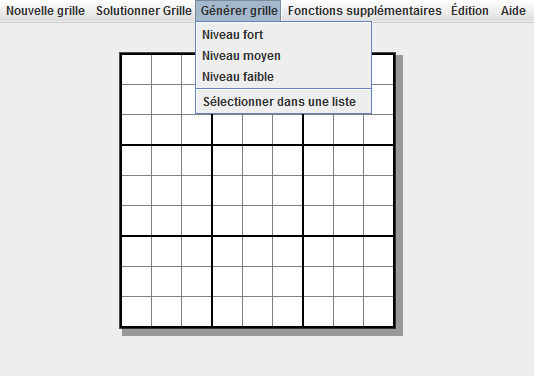 Nouvelle grille Solutionner Grille Générer grille Fonctions supplémentaires Édition Aide
Niveau fort
Niveau moyen
Niveau faible
Sélectionner dans une liste